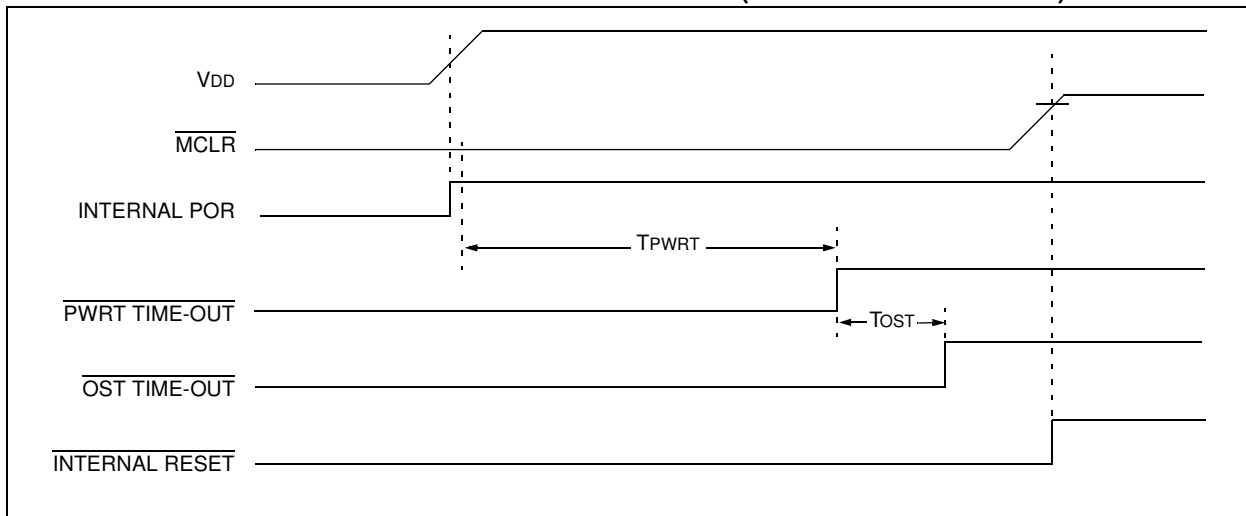 VDD
MCLR
INTERNAL POR
TPWRT
PWRT TIME-OUT
TOST
OST TIME-OUT
INTERNAL RESET